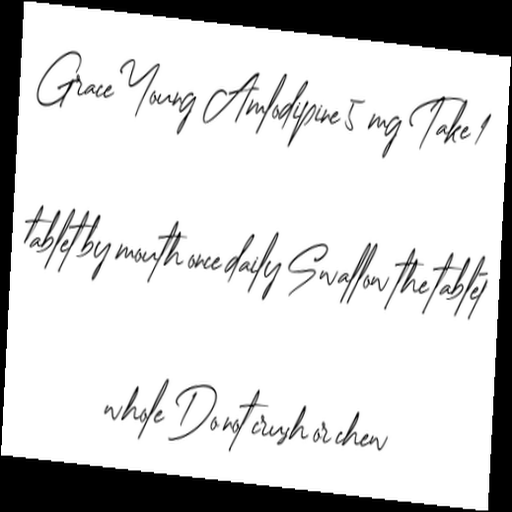 Grace Young Amlodipine 5 mg Take 1
tablet by mouth once daily Swallow the tablet
whole Do not crush or chew